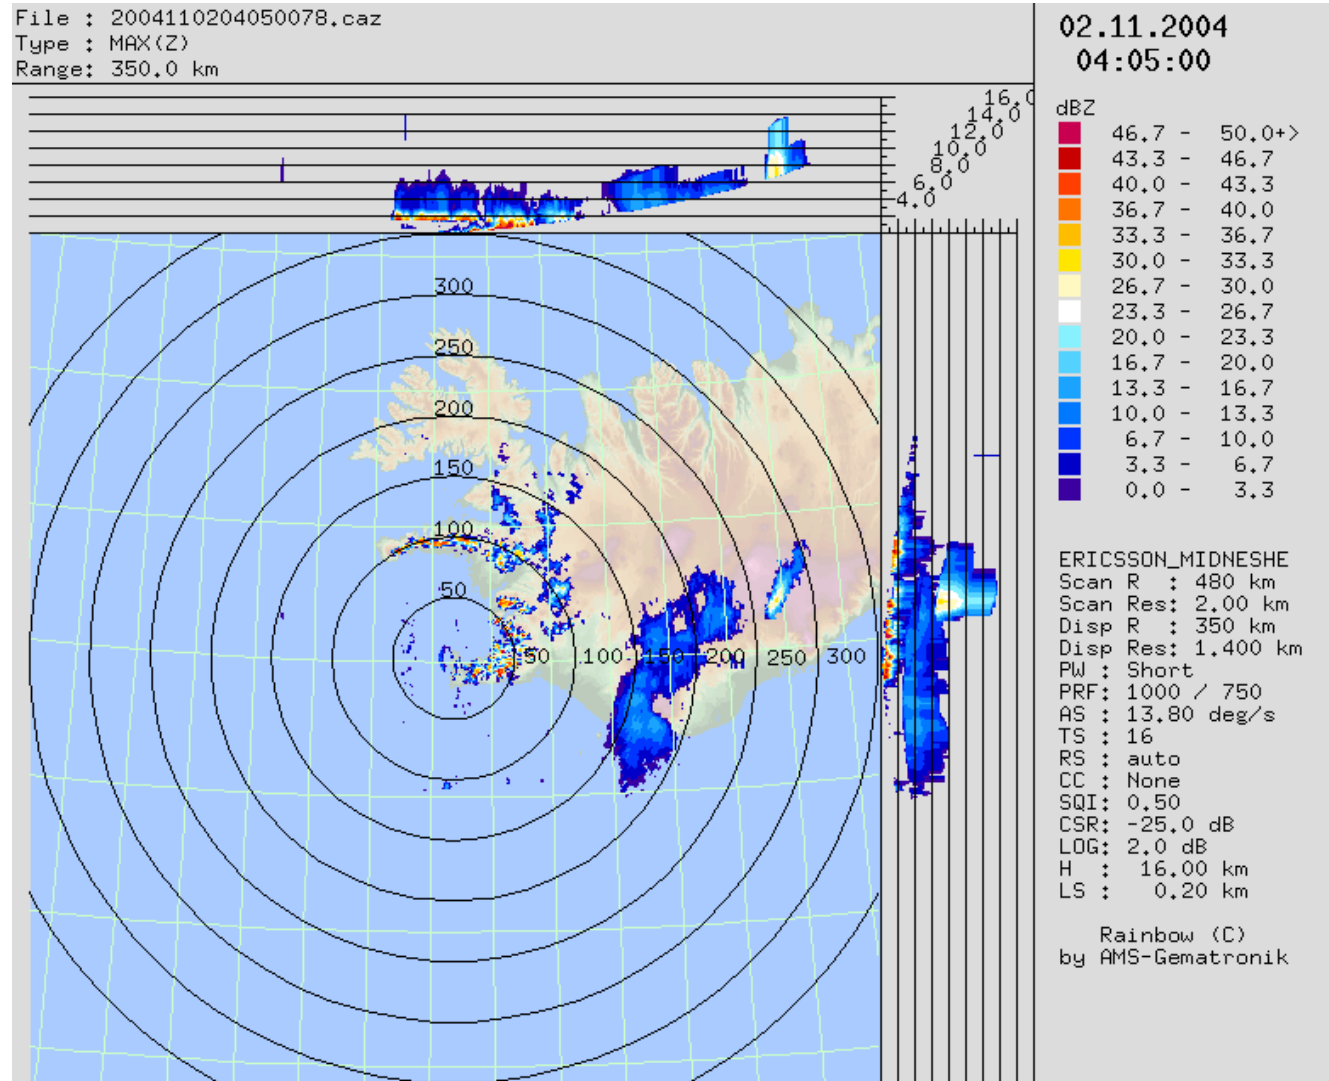 File : 2004110204050078.caz
Type : MAX(Z)
Range: 350.0 km
02.11.2004
04:05:00
16.0
14.0
12.0
10.0
8.0
6.0
4.0
dBZ
46.7 - 50.0+>
43.3 - 46.7
40.0 - 43.3
36.7 - 40.0
33.3 - 36.7
30.0 - 33.3
26.7 - 30.0
23.3 - 26.7
20.0 - 23.3
16.7 - 20.0
13.3 - 16.7
10.0 - 13.3
6.7 - 10.0
3.3 - 6.7
0.0 - 3.3
300
250
200
150
100
50
50 100 150 200 250 300
ERICSSON_MIDNESHE
Scan R : 480 km
Scan Res: 2.00 km
Disp R : 350 km
Disp Res: 1.400 km
PW : Short
PRF: 1000 / 750
AS : 13.80 deg/s
TS : 16
RS : auto
CC : None
SQI: 0.50
CSR: -25.0 dB
LOG: 2.0 dB
H : 16.00 km
LS : 0.20 km
Rainbow (C)
by AMS-Gematronik